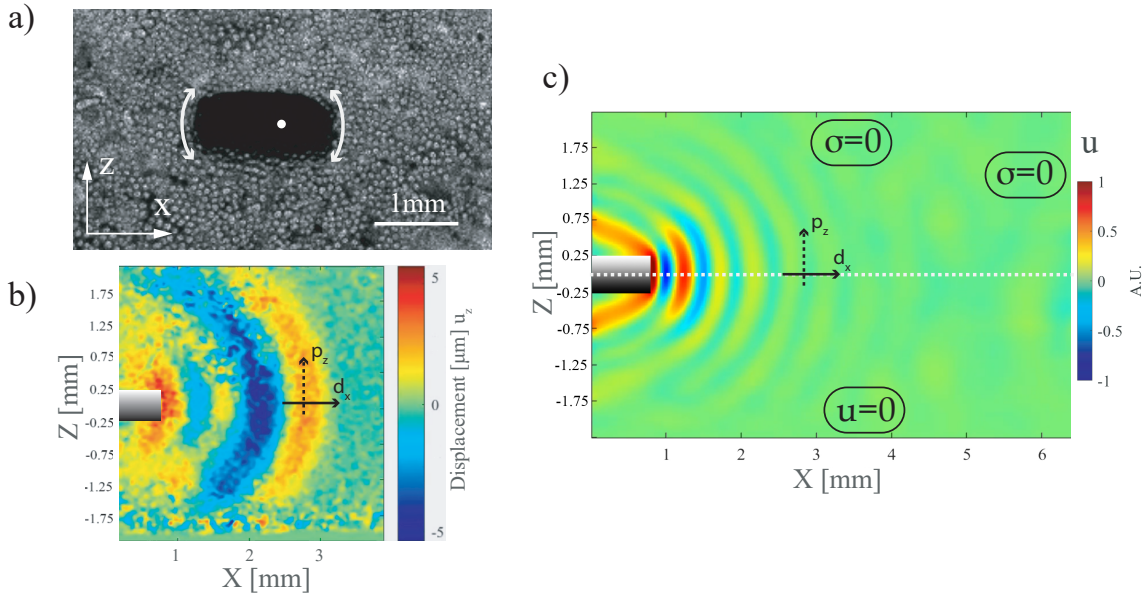 a)
z
x
1mm
b)
1.75
1.25
0.75
0.25
-0.25
-0.75
-1.25
-1.75
Z [mm]
1
2
3
X [mm]
p_z
d_x
5
0
-5
Displacement [µm] u_z
c)
1.75
1.25
0.75
0.25
-0.25
-0.75
-1.25
-1.75
Z [mm]
1
2
3
4
5
6
X [mm]
σ=0
σ=0
u=0
p_z
d_x
u
1
0.5
0
-0.5
-1
A.U.